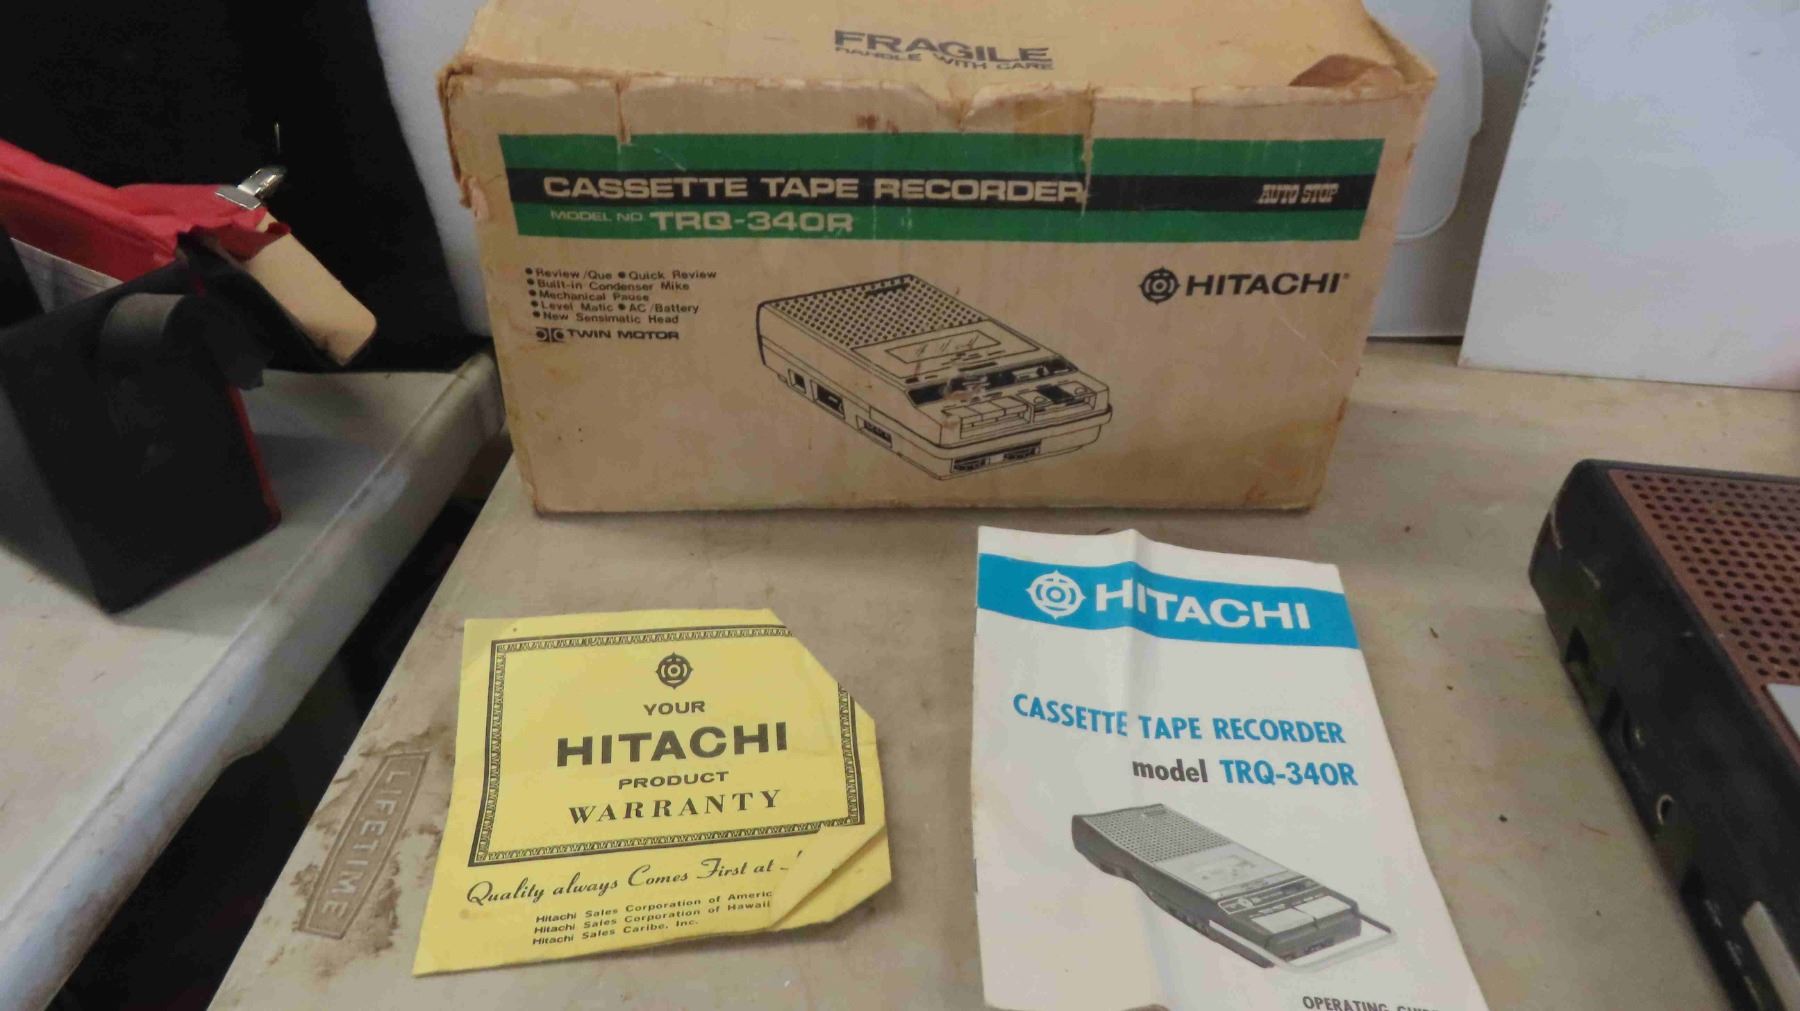 FRAGILE
HANDLE WITH CARE
CASSETTE TAPE RECORDER
AUTO STOP
MODEL NO. TRQ-340R
● Review/Que ● Quick Review
● Built-in Condenser Mike
● Mechanical Pause
● Level Matic ● AC/Battery
● New Sensimatic Head
TWIN MOTOR
HITACHI®
HITACHI
CASSETTE TAPE RECORDER
model TRQ-340R
HITACHI
OPERATING
YOUR
HITACHI
PRODUCT
WARRANTY
Quality always Comes First at
Hitachi Sales Corporation of Americ
Hitachi Sales Corporation of Hawaii
Hitachi Sales Caribe, Inc.
LIFETIME